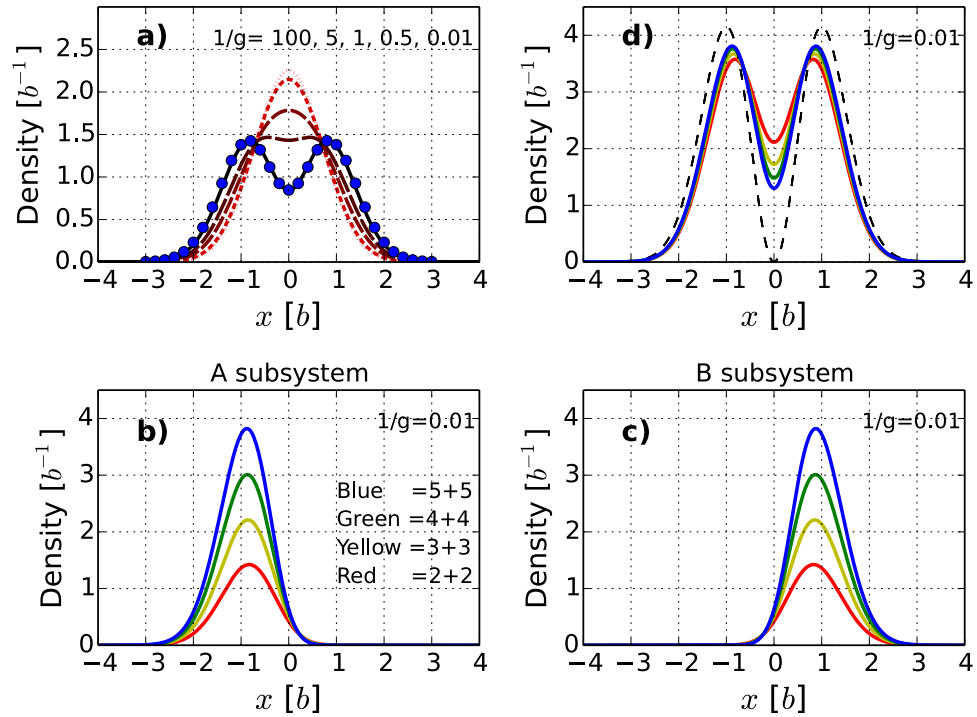 a)
1/g= 100, 5, 1, 0.5, 0.01
Density [b⁻¹]
2.5
2.0
1.5
1.0
0.5
0.0
−4 −3 −2 −1 0 1 2 3 4
x [b]
d)
1/g=0.01
Density [b⁻¹]
4
3
2
1
0
−4 −3 −2 −1 0 1 2 3 4
x [b]
A subsystem
b)
1/g=0.01
Density [b⁻¹]
4
3
2
1
0
Blue =5+5
Green =4+4
Yellow =3+3
Red =2+2
−4 −3 −2 −1 0 1 2 3 4
x [b]
B subsystem
c)
1/g=0.01
Density [b⁻¹]
4
3
2
1
0
−4 −3 −2 −1 0 1 2 3 4
x [b]